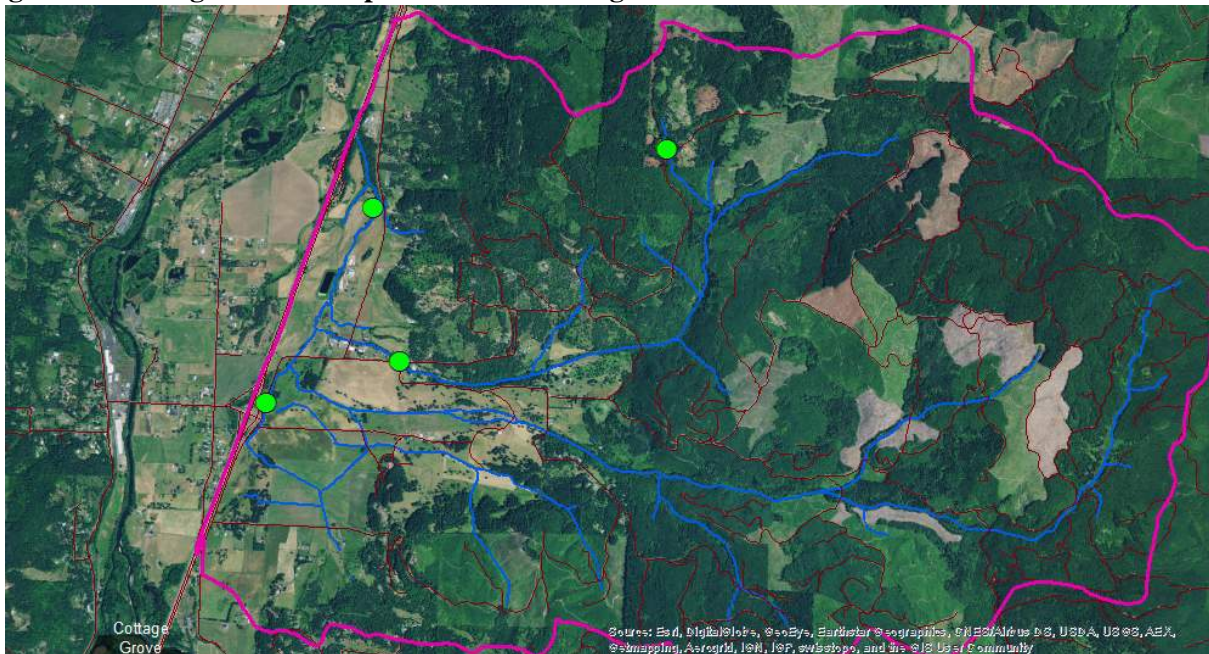 Cottage
Grove
Source: Esri, DigitalGlobe, GeoEye, Earthstar Geographics, CNES/Airbus DS, USDA, USGS, AEX,
Getmapping, Aerogrid, IGN, IGP, swisstopo, and the GIS User Community